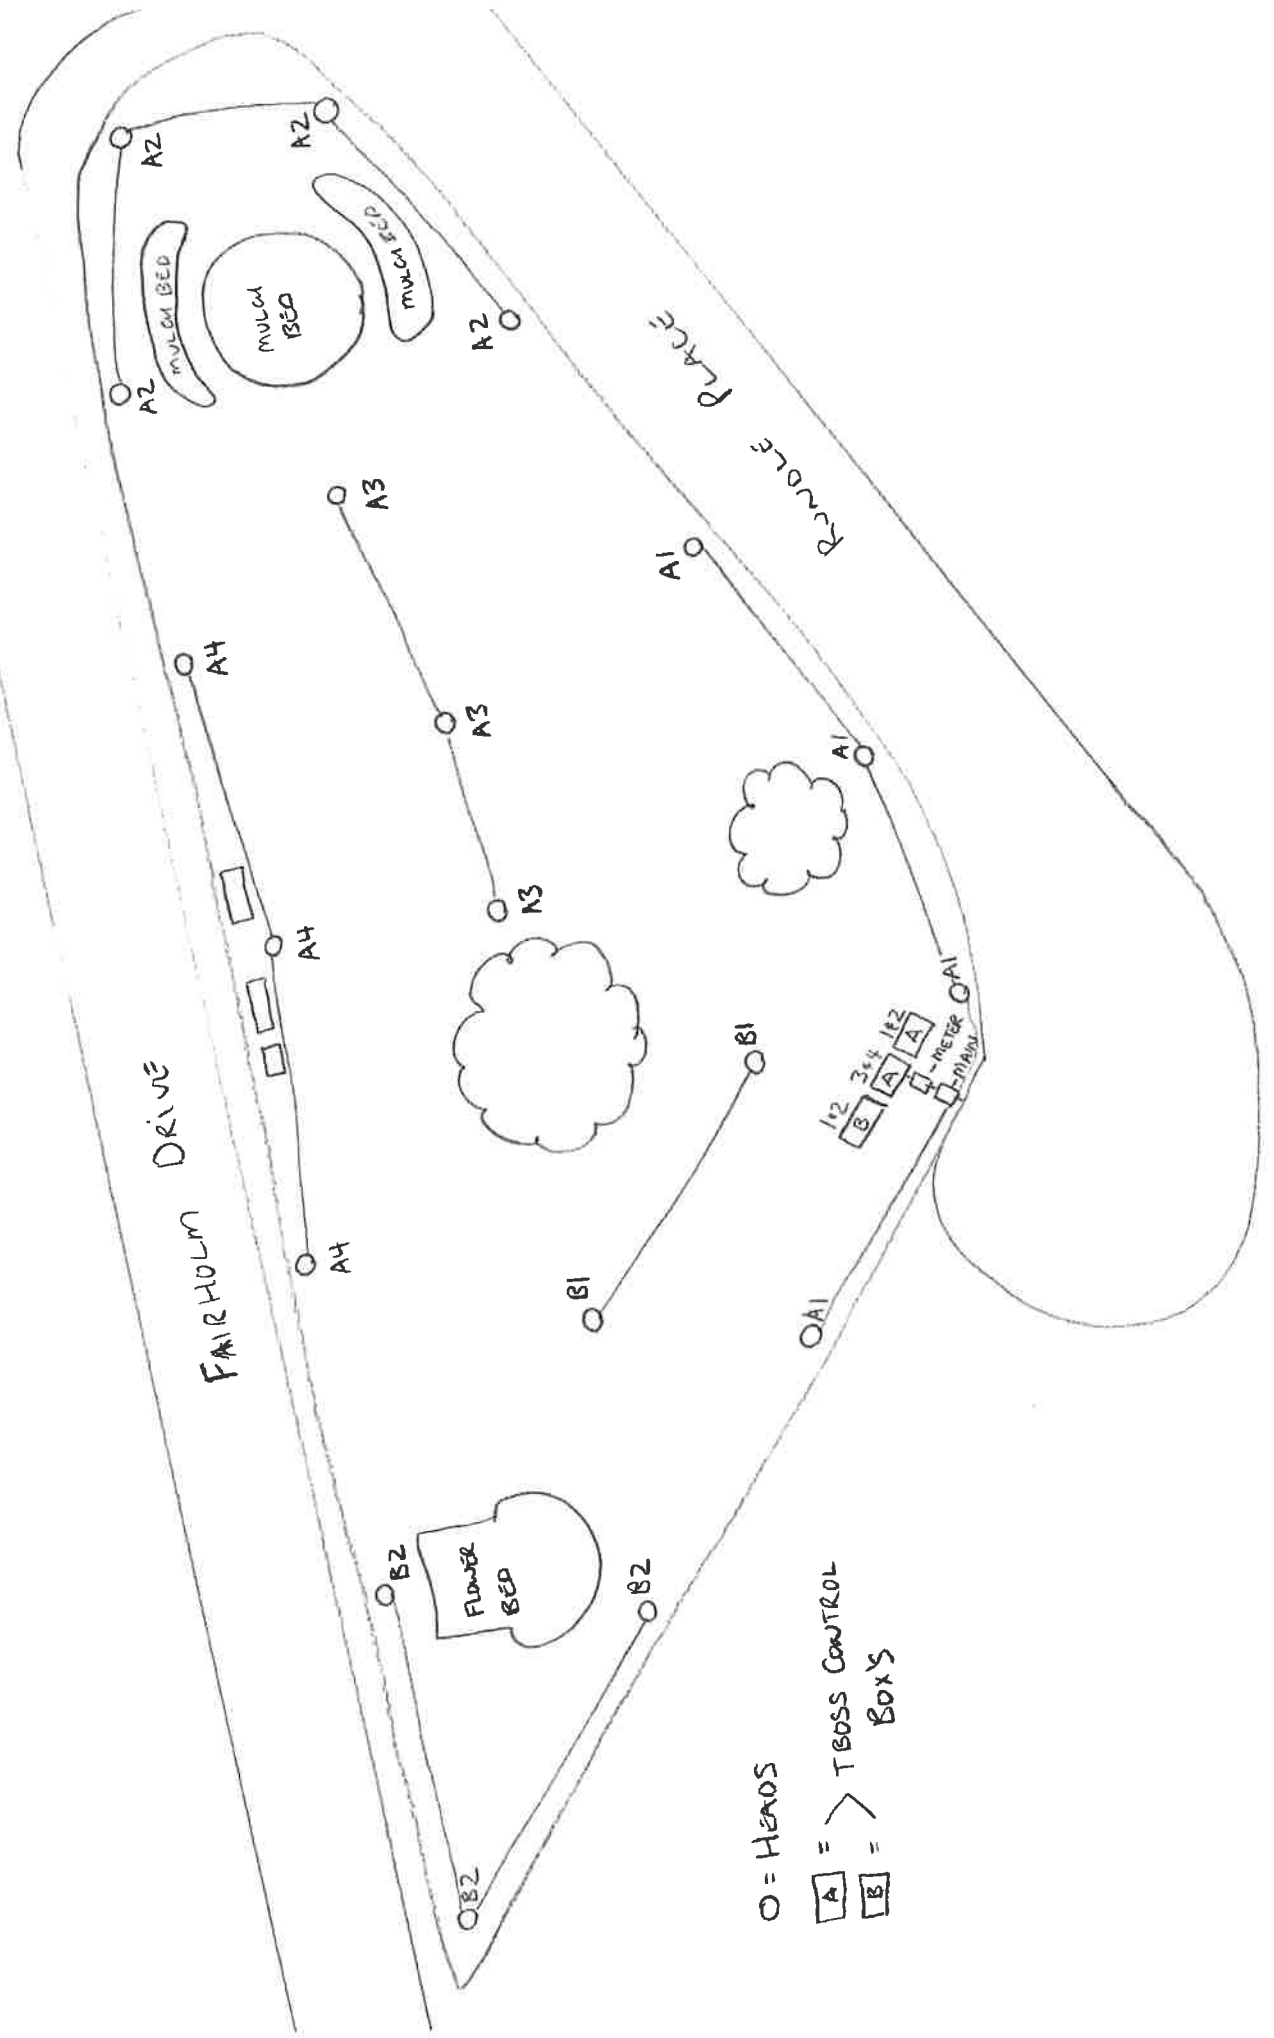 FAIRHOLM DRIVE
RUNDLE PLACE
A2
A2
A2
A2
MULCH BED
MULCH
BED
MULCH BED
A3
A3
A3
A4
A4
A4
A1
A1
A1
A1
B1
B1
1+2
3+4
1+2
B
A
A
-METER
-MAIN
B2
B2
B2
FLOWER
BED
O = HEADS
A = > TBOSS CONTROL
B = BOX'S